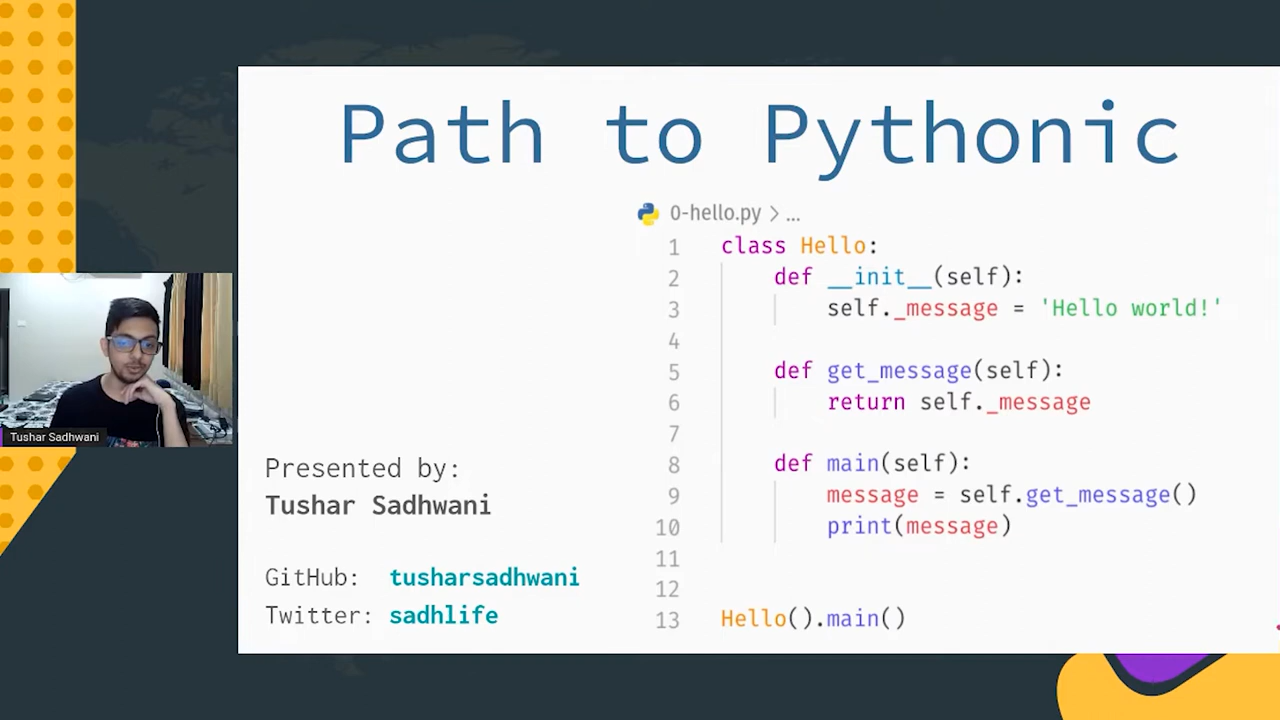 Path to Pythonic
0-hello.py > ...
1 class Hello:
2 def __init__(self):
3 self._message = 'Hello world!'
4
5 def get_message(self):
6 return self._message
7
8 def main(self):
9 message = self.get_message()
10 print(message)
11
12
13 Hello().main()
Tushar Sadhwani
Presented by:
Tushar Sadhwani
GitHub: tusharsadhwani
Twitter: sadhlife